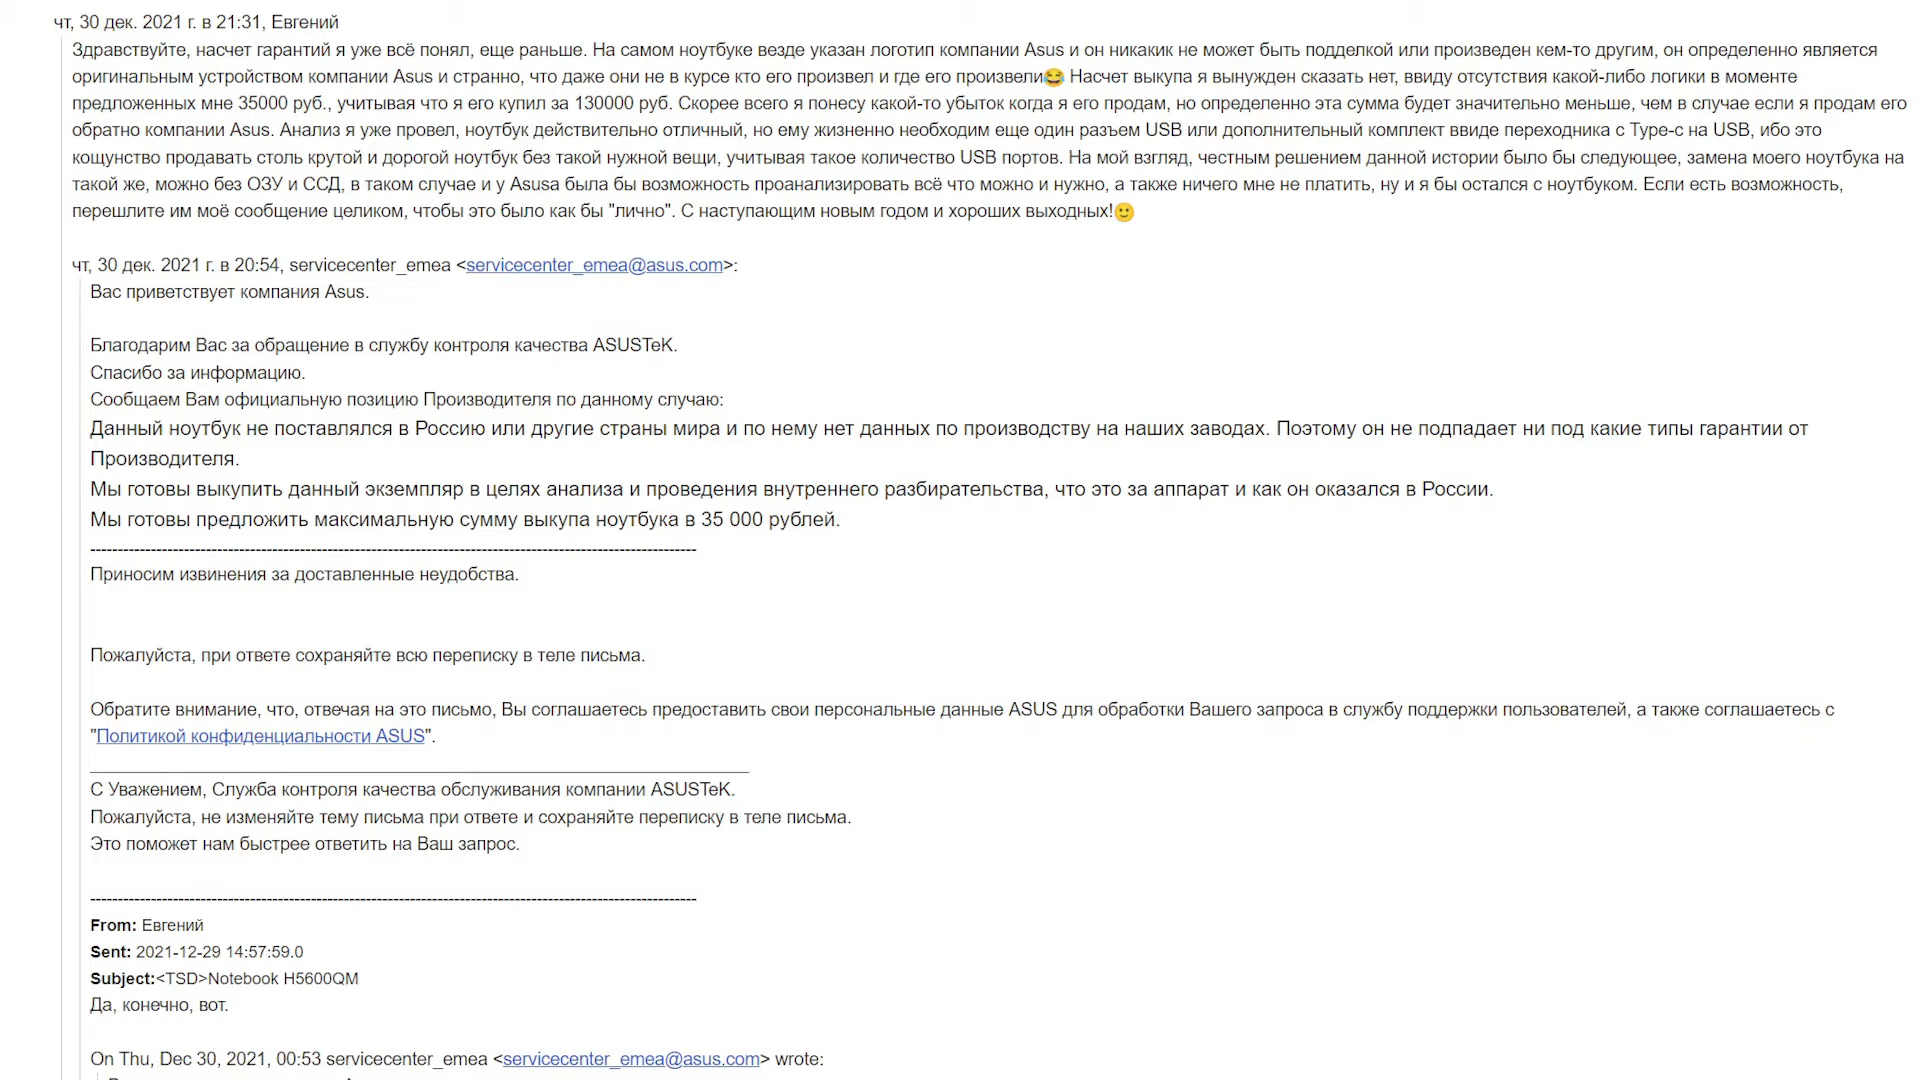 чт, 30 дек. 2021 г. в 21:31, Евгений
Здравствуйте, насчет гарантий я уже всё понял, еще раньше. На самом ноутбуке везде указан логотип компании Asus и он никакик не может быть подделкой или произведен кем-то другим, он определенно является
оригинальным устройством компании Asus и странно, что даже они не в курсе кто его произвел и где его произвели😂 Насчет выкупа я вынужден сказать нет, ввиду отсутствия какой-либо логики в моменте
предложенных мне 35000 руб., учитывая что я его купил за 130000 руб. Скорее всего я понесу какой-то убыток когда я его продам, но определенно эта сумма будет значительно меньше, чем в случае если я продам его
обратно компании Asus. Анализ я уже провел, ноутбук действительно отличный, но ему жизненно необходим еще один разъем USB или дополнительный комплект ввиде переходника с Type-c на USB, ибо это
кощунство продавать столь крутой и дорогой ноутбук без такой нужной вещи, учитывая такое количество USB портов. На мой взгляд, честным решением данной истории было бы следующее, замена моего ноутбука на
такой же, можно без ОЗУ и ССД, в таком случае и у Asusа была бы возможность проанализировать всё что можно и нужно, а также ничего мне не платить, ну и я бы остался с ноутбуком. Если есть возможность,
перешлите им моё сообщение целиком, чтобы это было как бы "лично". С наступающим новым годом и хороших выходных!🙂
чт, 30 дек. 2021 г. в 20:54, servicecenter_emea <servicecenter_emea@asus.com>:
Вас приветствует компания Asus.
Благодарим Вас за обращение в службу контроля качества ASUSTeK.
Спасибо за информацию.
Сообщаем Вам официальную позицию Производителя по данному случаю:
Данный ноутбук не поставлялся в Россию или другие страны мира и по нему нет данных по производству на наших заводах. Поэтому он не подпадает ни под какие типы гарантии от
Производителя.
Мы готовы выкупить данный экземпляр в целях анализа и проведения внутреннего разбирательства, что это за аппарат и как он оказался в России.
Мы готовы предложить максимальную сумму выкупа ноутбука в 35 000 рублей.
Приносим извинения за доставленные неудобства.
Пожалуйста, при ответе сохраняйте всю переписку в теле письма.
Обратите внимание, что, отвечая на это письмо, Вы соглашаетесь предоставить свои персональные данные ASUS для обработки Вашего запроса в службу поддержки пользователей, а также соглашаетесь с
"Политикой конфиденциальности ASUS".
С Уважением, Служба контроля качества обслуживания компании ASUSTeK.
Пожалуйста, не изменяйте тему письма при ответе и сохраняйте переписку в теле письма.
Это поможет нам быстрее ответить на Ваш запрос.
From: Евгений
Sent: 2021-12-29 14:57:59.0
Subject:<TSD>Notebook H5600QM
Да, конечно, вот.
On Thu, Dec 30, 2021, 00:53 servicecenter_emea <servicecenter_emea@asus.com> wrote: